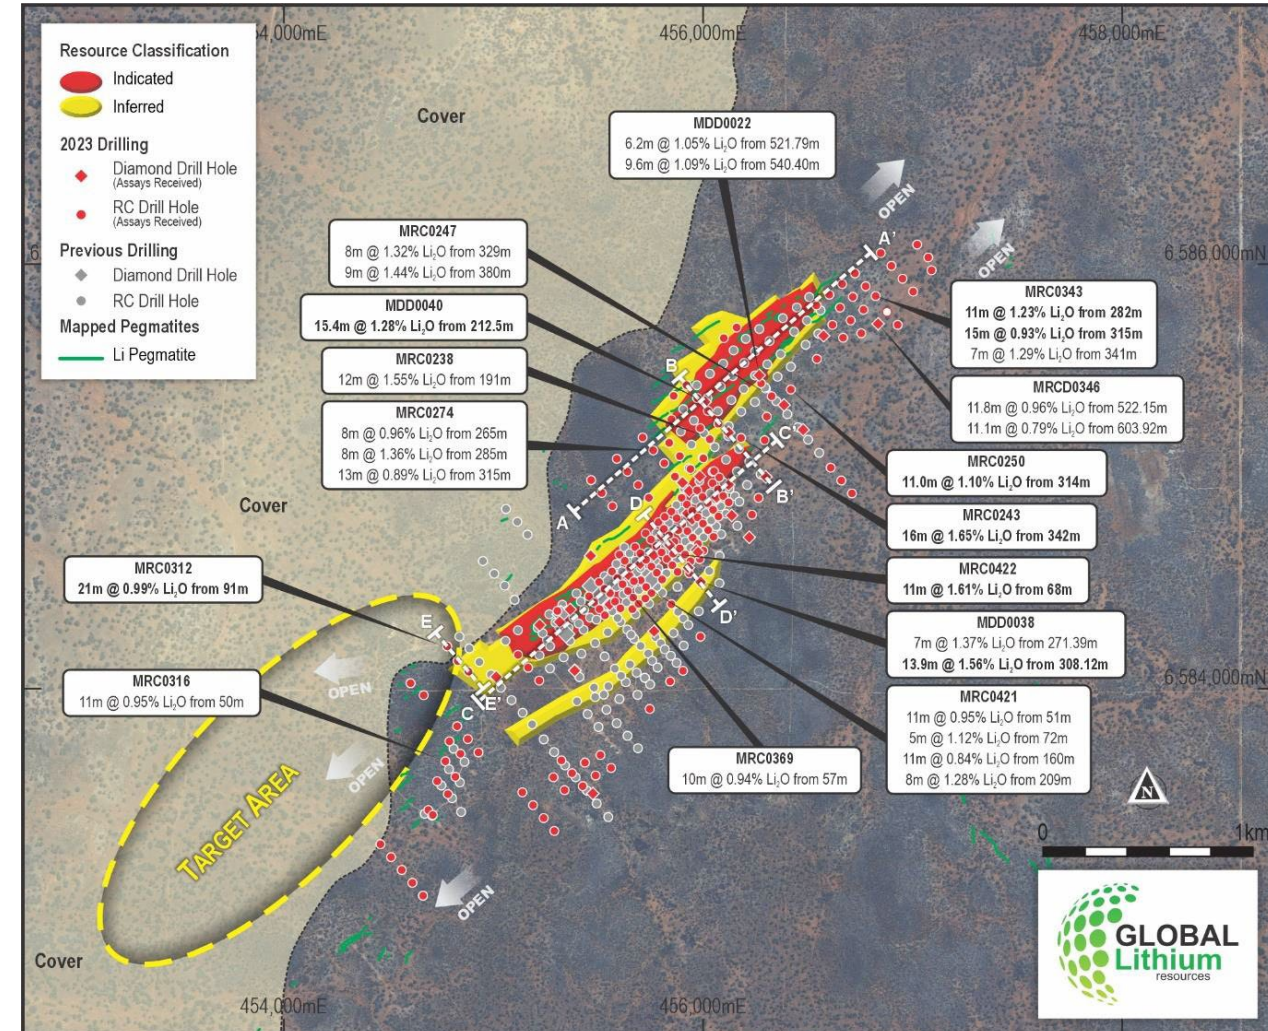 454,000mE
456,000mE
458,000mE
Resource Classification
Indicated
Inferred
2023 Drilling
Diamond Drill Hole
(Assays Received)
RC Drill Hole
(Assays Received)
Previous Drilling
Diamond Drill Hole
RC Drill Hole
Mapped Pegmatites
Li Pegmatite
Cover
MDD0022
6.2m @ 1.05% Li₂O from 521.79m
9.6m @ 1.09% Li₂O from 540.40m
OPEN
OPEN
MRC0247
8m @ 1.32% Li₂O from 329m
9m @ 1.44% Li₂O from 380m
A'
6,586,000mN
MDD0040
15.4m @ 1.28% Li₂O from 212.5m
MRC0343
11m @ 1.23% Li₂O from 282m
15m @ 0.93% Li₂O from 315m
7m @ 1.29% Li₂O from 341m
MRC0238
12m @ 1.55% Li₂O from 191m
B
MRCD0346
11.8m @ 0.96% Li₂O from 522.15m
11.1m @ 0.79% Li₂O from 603.92m
MRC0274
8m @ 0.96% Li₂O from 265m
8m @ 1.36% Li₂O from 285m
13m @ 0.89% Li₂O from 315m
C'
MRC0250
11.0m @ 1.10% Li₂O from 314m
Cover
A
D
B'
MRC0243
16m @ 1.65% Li₂O from 342m
MRC0312
21m @ 0.99% Li₂O from 91m
MRC0422
11m @ 1.61% Li₂O from 68m
E
D'
MDD0038
7m @ 1.37% Li₂O from 271.39m
13.9m @ 1.56% Li₂O from 308.12m
MRC0316
11m @ 0.95% Li₂O from 50m
OPEN
C
E'
6,584,000mN
MRC0421
11m @ 0.95% Li₂O from 51m
5m @ 1.12% Li₂O from 72m
11m @ 0.84% Li₂O from 160m
8m @ 1.28% Li₂O from 209m
MRC0369
10m @ 0.94% Li₂O from 57m
OPEN
TARGET AREA
N
0
1km
OPEN
Cover
GLOBAL
Lithium
resources
454,000mE
456,000mE